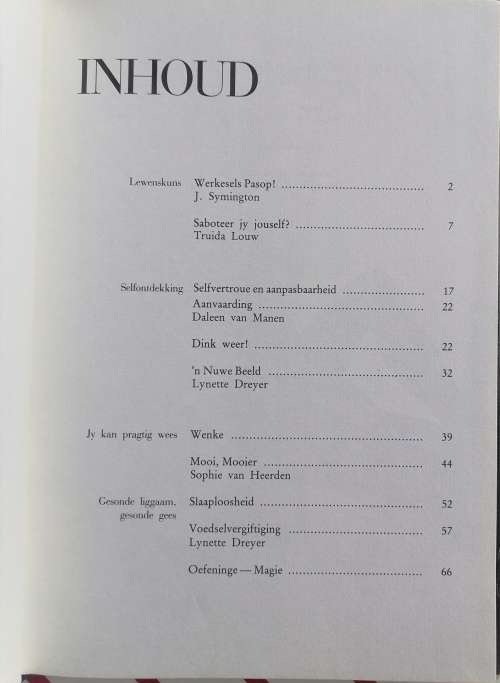 INHOUD
Lewenskuns Werkesels Pasop! ........................................ 2
J. Symington
Saboteer jy jouself? .................................... 7
Truida Louw
Selfontdekking Selfvertroue en aanpasbaarheid ....................... 17
Aanvaarding ............................................... 22
Daleen van Manen
Dink weer! ................................................ 22
'n Nuwe Beeld ............................................ 32
Lynette Dreyer
Jy kan pragtig wees Wenke ...................................................... 39
Mooi, Mooier ............................................. 44
Sophie van Heerden
Gesonde liggaam, Slaaploosheid ............................................... 52
gesonde gees
Voedselvergiftiging ...................................... 57
Lynette Dreyer
Oefeninge — Magie ...................................... 66